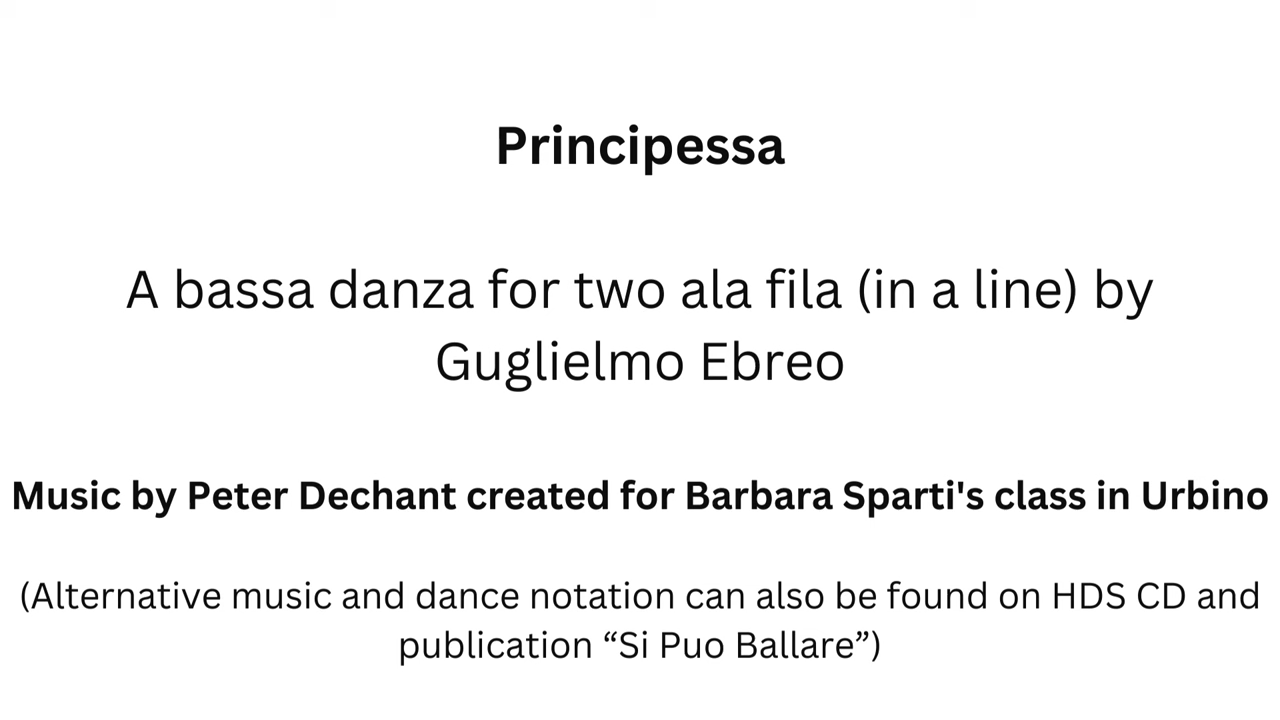 Principessa
A bassa danza for two ala fila (in a line) by
Guglielmo Ebreo
Music by Peter Dechant created for Barbara Sparti's class in Urbino
(Alternative music and dance notation can also be found on HDS CD and
publication “Si Puo Ballare”)